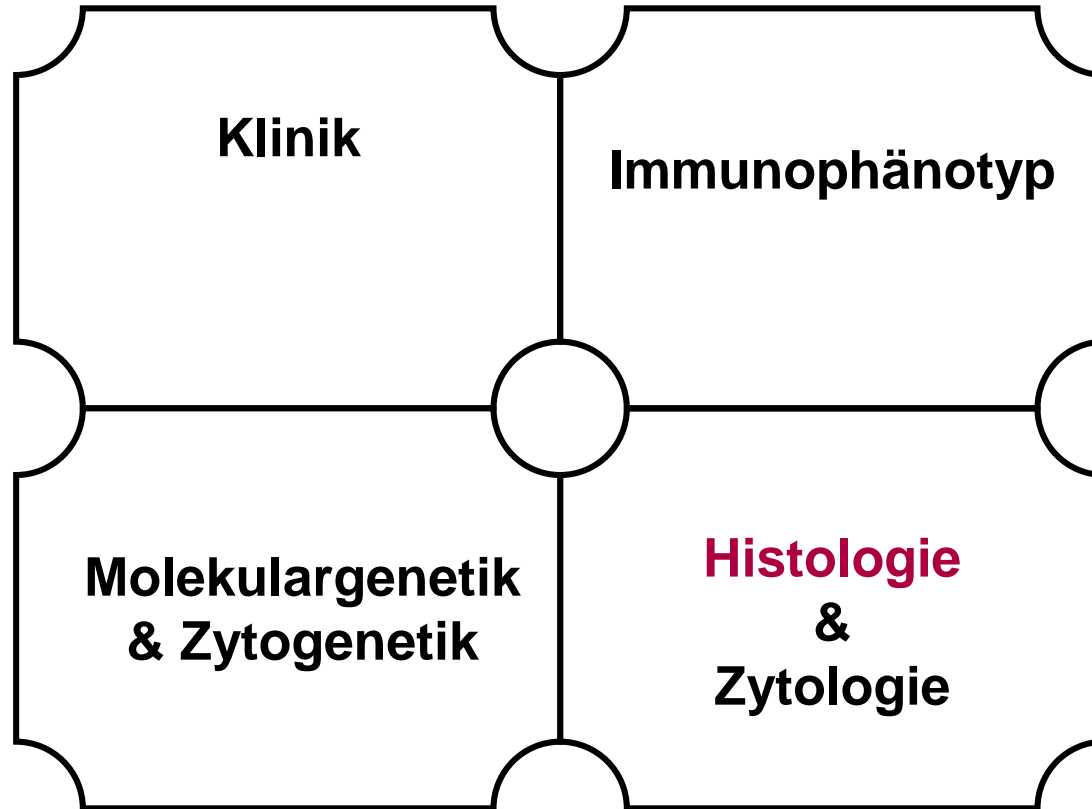 Klinik
Immunophänotyp
Molekulargenetik
& Zytogenetik
Histologie
&
Zytologie